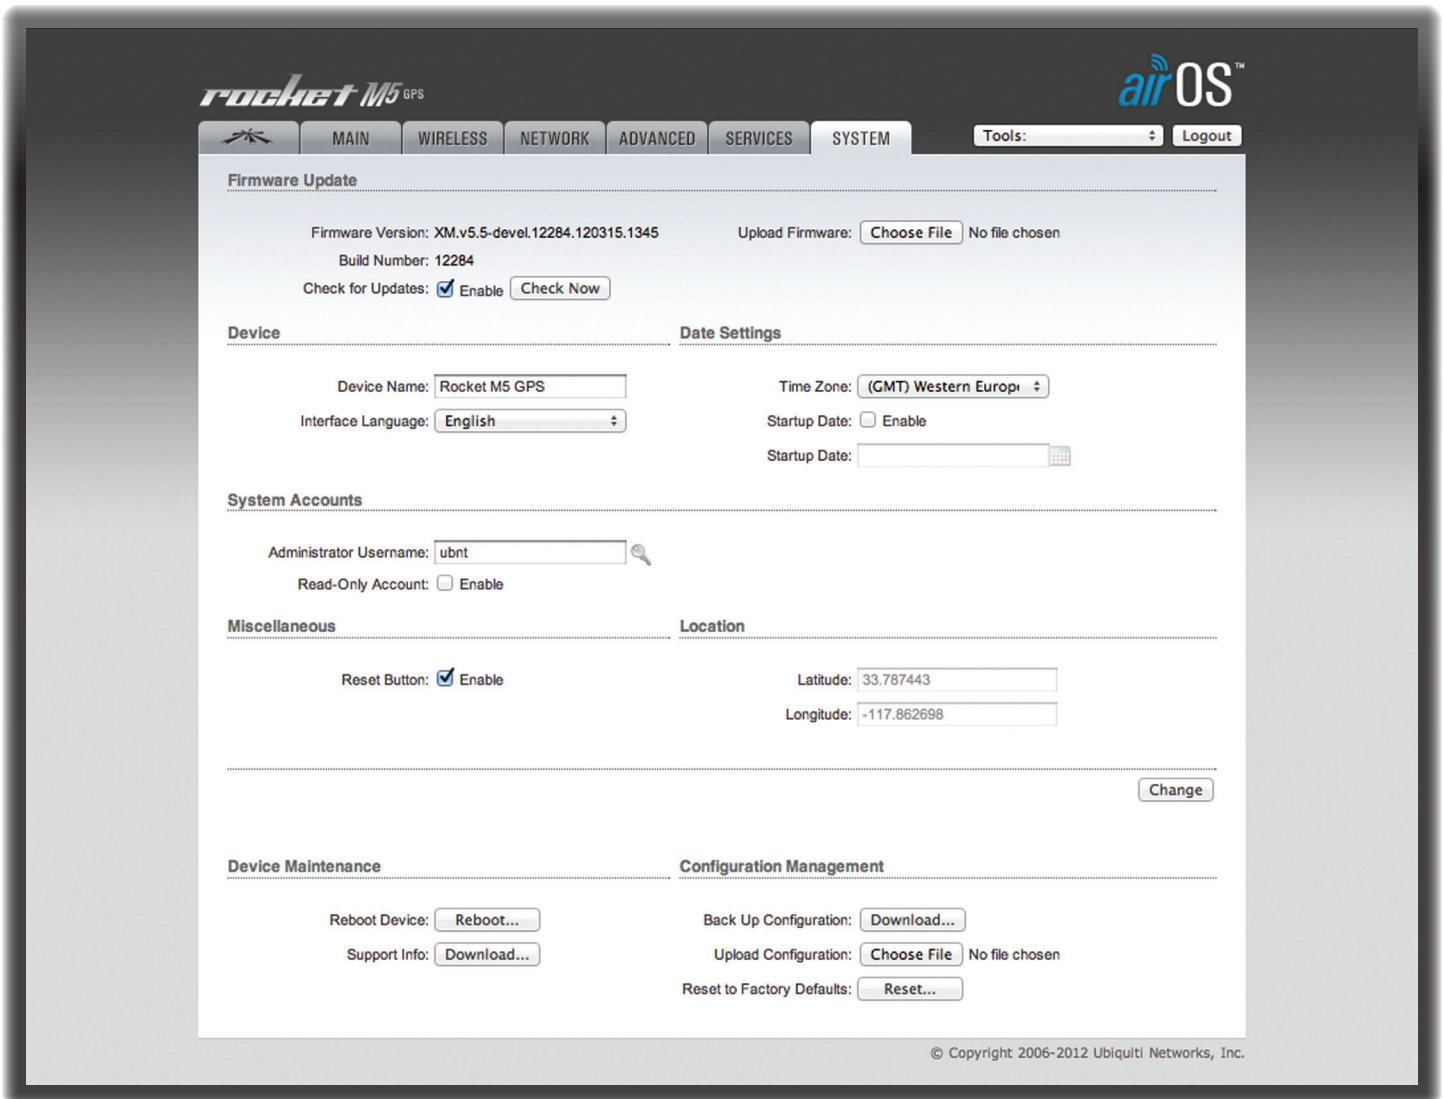 rocket M5 GPS
airOS™
MAIN WIRELESS NETWORK ADVANCED SERVICES SYSTEM Tools: Logout
Firmware Update
Firmware Version: XM.v5.5-devel.12284.120315.1345 Upload Firmware: Choose File No file chosen
Build Number: 12284
Check for Updates: Enable Check Now
Device Date Settings
Device Name: Rocket M5 GPS Time Zone: (GMT) Western Europ
Interface Language: English Startup Date: Enable
Startup Date:
System Accounts
Administrator Username: ubnt
Read-Only Account: Enable
Miscellaneous Location
Reset Button: Enable Latitude: 33.787443
Longitude: -117.862698
Change
Device Maintenance Configuration Management
Reboot Device: Reboot... Back Up Configuration: Download...
Support Info: Download... Upload Configuration: Choose File No file chosen
Reset to Factory Defaults: Reset...
© Copyright 2006-2012 Ubiquiti Networks, Inc.